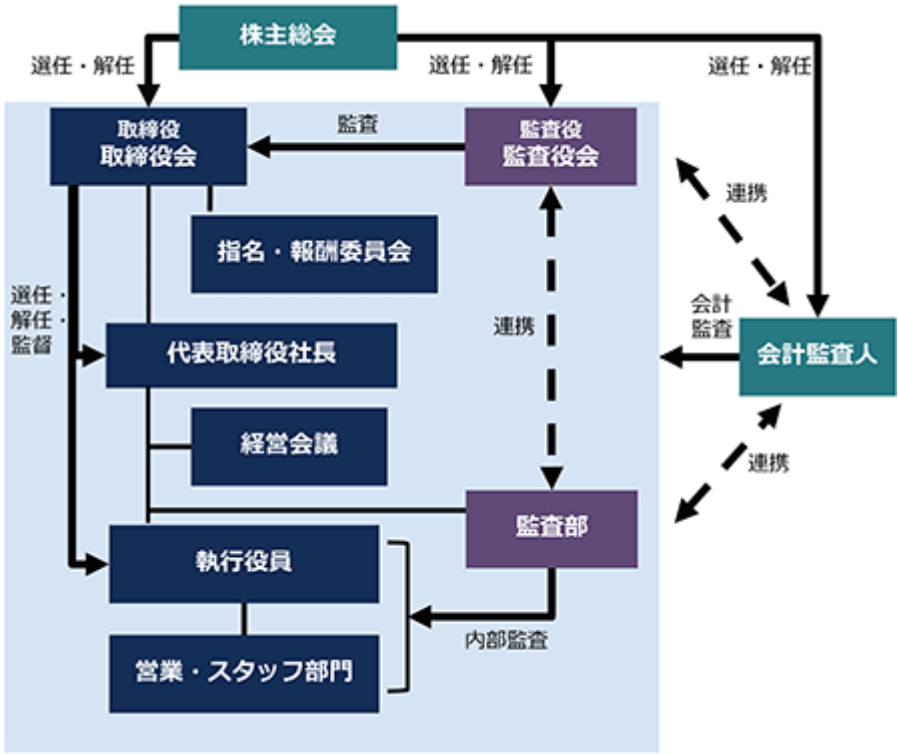 株主総会
選任・解任
選任・解任
選任・解任
取締役
取締役会
監査
監査役
監査役会
連携
指名・報酬委員会
選任・
解任・
監督
連携
会計
監査
代表取締役社長
会計監査人
経営会議
連携
監査部
執行役員
内部監査
営業・スタッフ部門